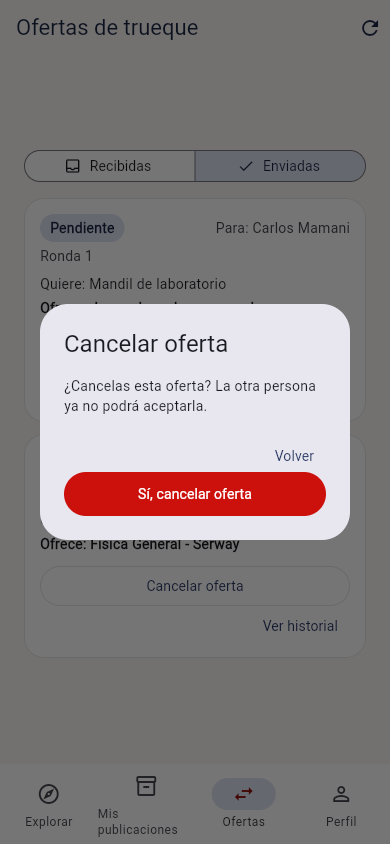 Ofertas de trueque
Recibidas
Enviadas
Pendiente
Para: Carlos Mamani
Ronda 1
Quiere: Mandil de laboratorio
Cancelar oferta
¿Cancelas esta oferta? La otra persona
ya no podrá aceptarla.
Volver
Sí, cancelar oferta
Ofrece: Física General - Serway
Cancelar oferta
Ver historial
Explorar
Mis
publicaciones
Ofertas
Perfil